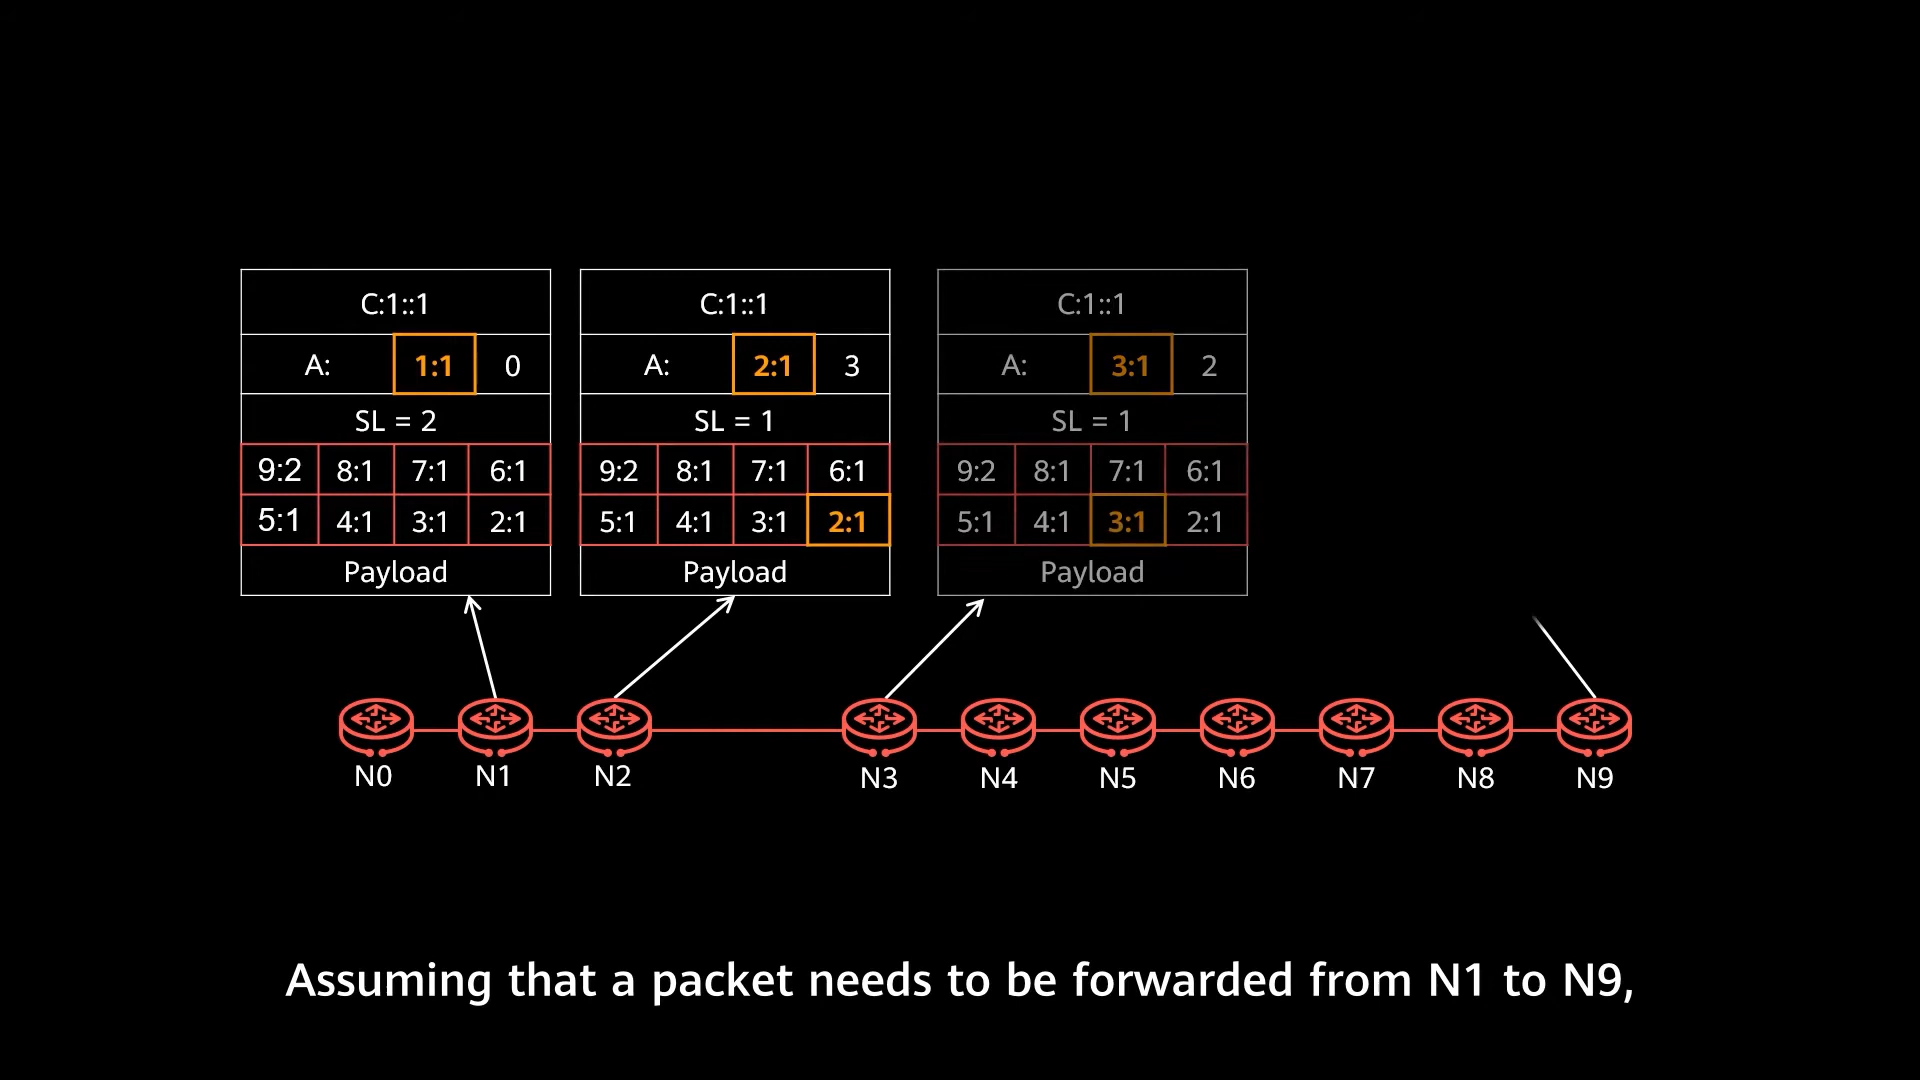 C:1::1
A: 1:1 0
SL = 2
9:2 8:1 7:1 6:1
5:1 4:1 3:1 2:1
Payload
C:1::1
A: 2:1 3
SL = 1
9:2 8:1 7:1 6:1
5:1 4:1 3:1 2:1
Payload
C:1::1
A: 3:1 2
SL = 1
9:2 8:1 7:1 6:1
5:1 4:1 3:1 2:1
Payload
N0 N1 N2 N3 N4 N5 N6 N7 N8 N9
Assuming that a packet needs to be forwarded from N1 to N9,